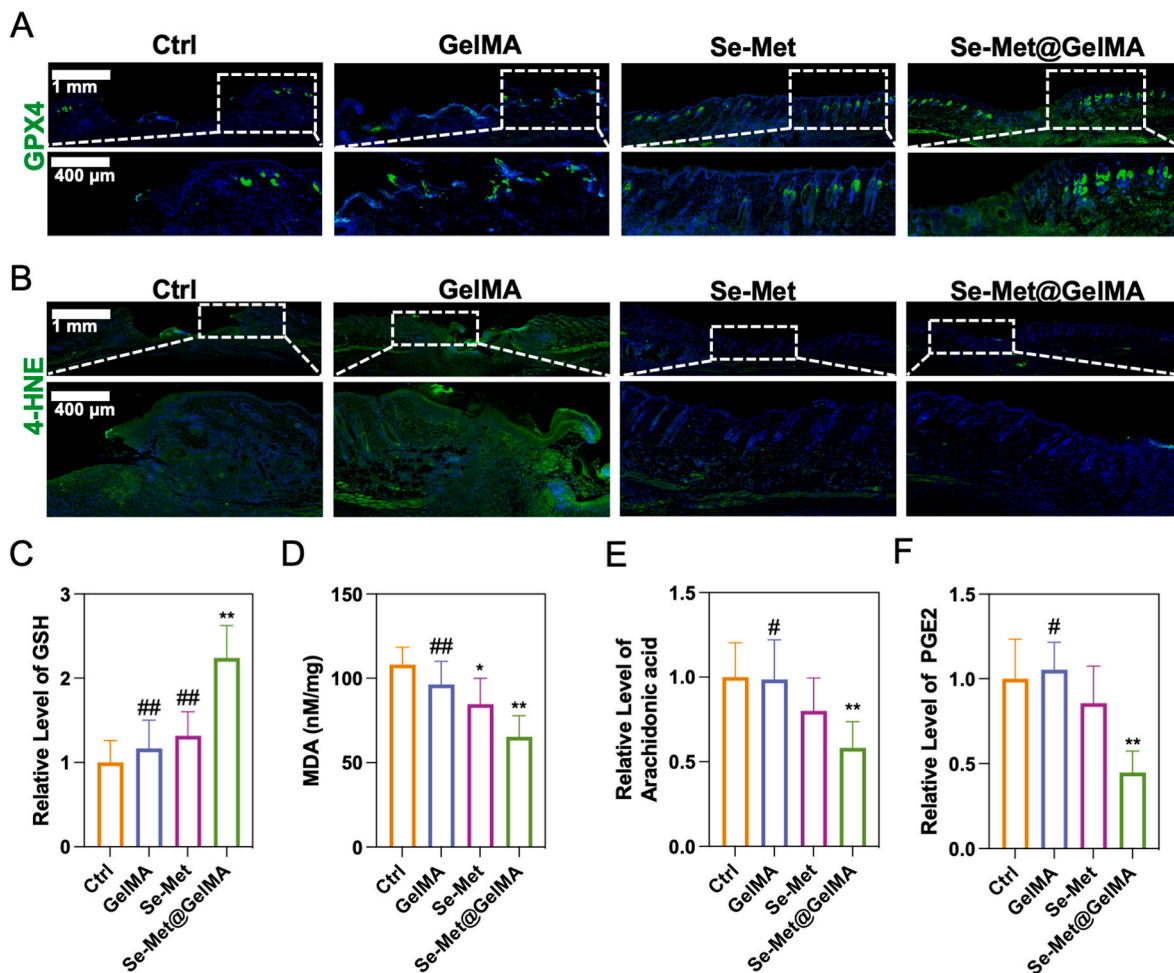 A
Ctrl
GelMA
Se-Met
Se-Met@GelMA
GPX4
1 mm
400 µm
B
Ctrl
GelMA
Se-Met
Se-Met@GelMA
4-HNE
1 mm
400 µm
C
Relative Level of GSH
3
2
1
0
##
##
**
Ctrl
GelMA
Se-Met
Se-Met@GelMA
D
MDA (nM/mg)
150
100
50
0
##
*
**
Ctrl
GelMA
Se-Met
Se-Met@GelMA
E
Relative Level of
Arachidonic acid
1.5
1.0
0.5
0.0
#
**
Ctrl
GelMA
Se-Met
Se-Met@GelMA
F
Relative Level of PGE2
1.5
1.0
0.5
0.0
#
**
Ctrl
GelMA
Se-Met
Se-Met@GelMA